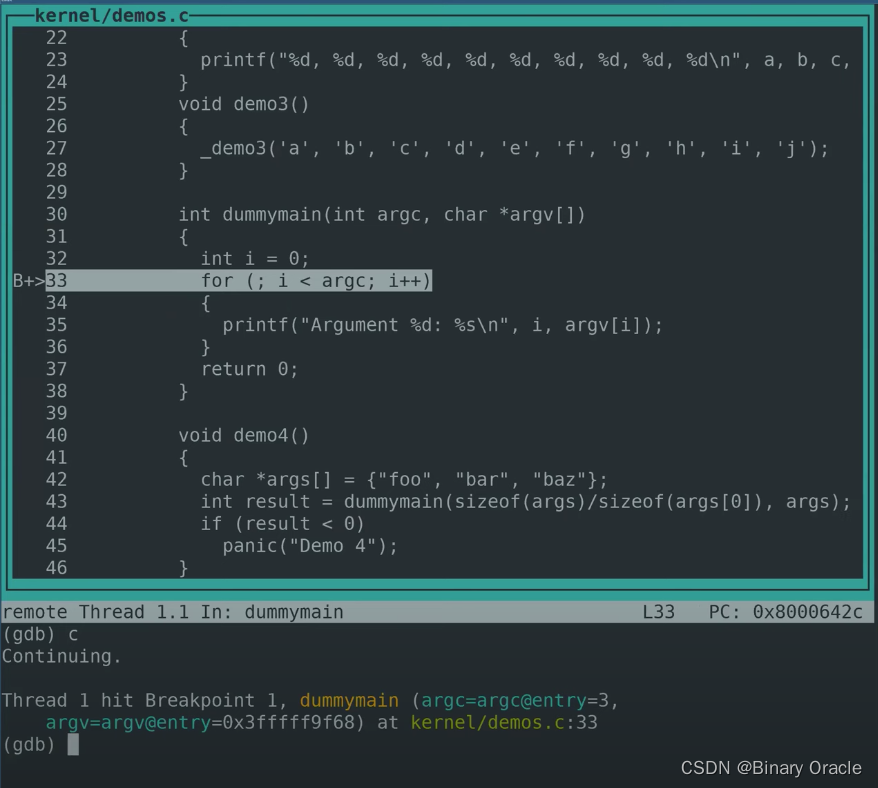 kernel/demos.c
22 {
23 printf("%d, %d, %d, %d, %d, %d, %d, %d, %d, %d\n", a, b, c,
24 }
25 void demo3()
26 {
27 _demo3('a', 'b', 'c', 'd', 'e', 'f', 'g', 'h', 'i', 'j');
28 }
29
30 int dummymain(int argc, char *argv[])
31 {
32 int i = 0;
B+>33 for (; i < argc; i++)
34 {
35 printf("Argument %d: %s\n", i, argv[i]);
36 }
37 return 0;
38 }
39
40 void demo4()
41 {
42 char *args[] = {"foo", "bar", "baz"};
43 int result = dummymain(sizeof(args)/sizeof(args[0]), args);
44 if (result < 0)
45 panic("Demo 4");
46 }
remote Thread 1.1 In: dummymain L33 PC: 0x8000642c
(gdb) c
Continuing.
Thread 1 hit Breakpoint 1, dummymain (argc=argc@entry=3,
argv=argv@entry=0x3fffff9f68) at kernel/demos.c:33
(gdb)
CSDN @Binary Oracle